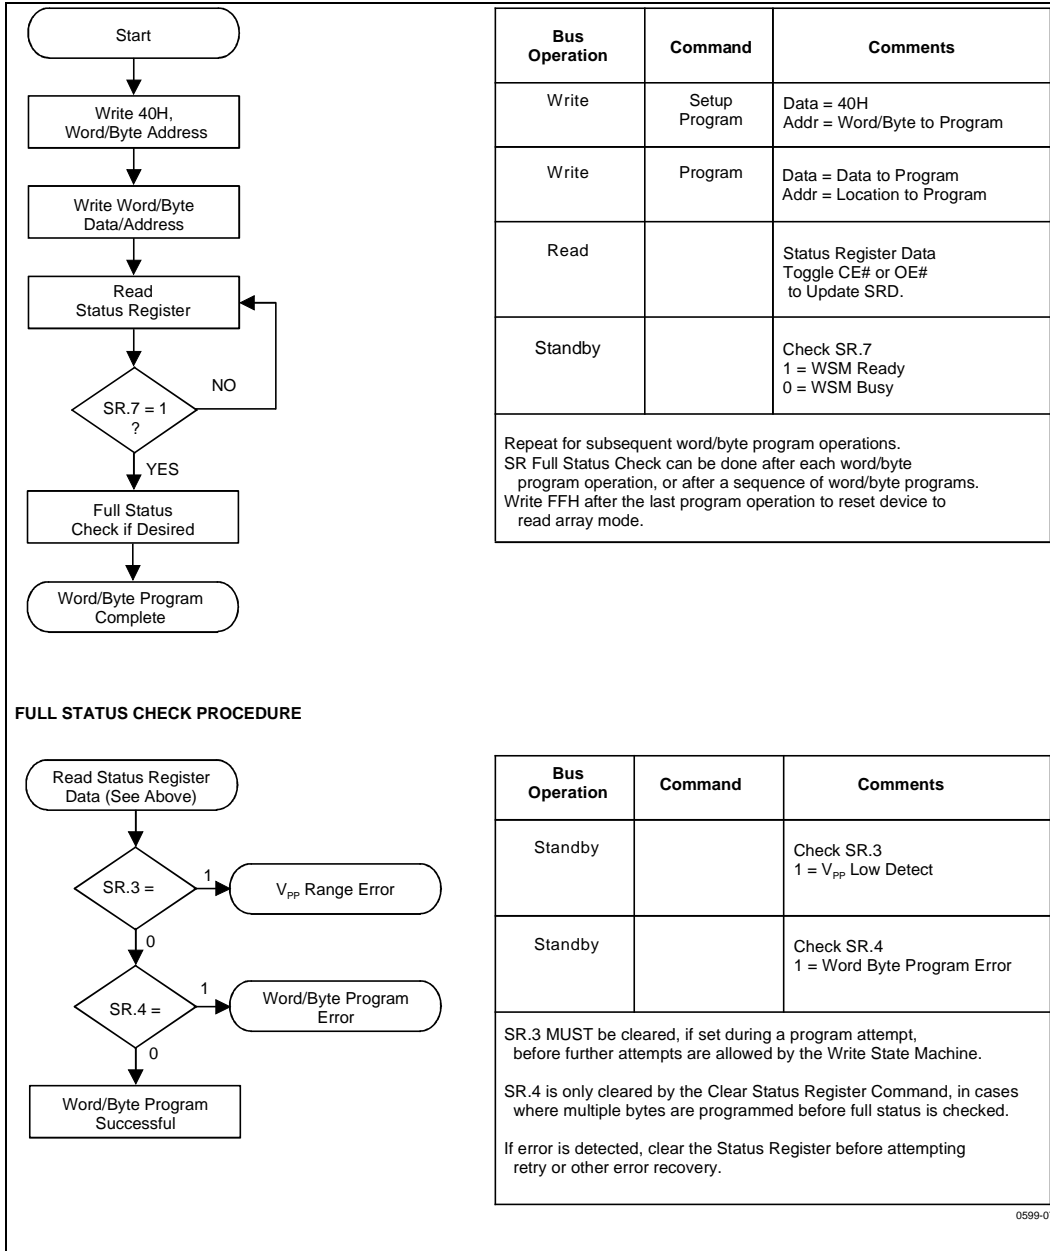 Start
Write 40H,
Word/Byte Address
Write Word/Byte
Data/Address
Read
Status Register
NO
SR.7 = 1
?
YES
Full Status
Check if Desired
Word/Byte Program
Complete
Bus
Operation
Command
Comments
Write
Setup
Program
Data = 40H
Addr = Word/Byte to Program
Write
Program
Data = Data to Program
Addr = Location to Program
Read
Status Register Data
Toggle CE# or OE#
to Update SRD.
Standby
Check SR.7
1 = WSM Ready
0 = WSM Busy
Repeat for subsequent word/byte program operations.
SR Full Status Check can be done after each word/byte
program operation, or after a sequence of word/byte programs.
Write FFH after the last program operation to reset device to
read array mode.
FULL STATUS CHECK PROCEDURE
Read Status Register
Data (See Above)
SR.3 =
1
VPP Range Error
0
SR.4 =
1
Word/Byte Program
Error
0
Word/Byte Program
Successful
Bus
Operation
Command
Comments
Standby
Check SR.3
1 = VPP Low Detect
Standby
Check SR.4
1 = Word Byte Program Error
SR.3 MUST be cleared, if set during a program attempt,
before further attempts are allowed by the Write State Machine.
SR.4 is only cleared by the Clear Status Register Command, in cases
where multiple bytes are programmed before full status is checked.
If error is detected, clear the Status Register before attempting
retry or other error recovery.